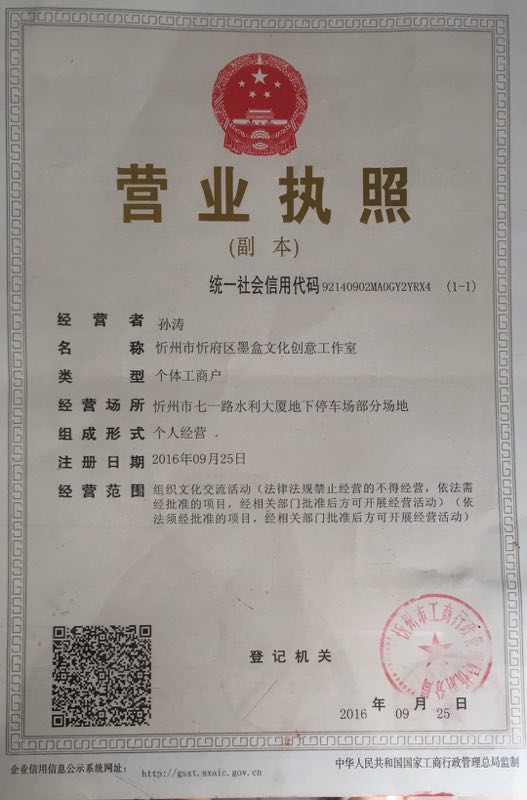 营业执照
(副 本)
统一社会信用代码 92140902MA0GY2YRX4 (1-1)
经营者 孙涛
名称 忻州市忻府区墨盒文化创意工作室
类型 个体工商户
经营场所 忻州市七一路水利大厦地下停车场部分场地
组成形式 个人经营 .
注册日期 2016年09月25日
经营范围 组织文化交流活动（法律法规禁止经营的不得经营，依法需
经批准的项目，经相关部门批准后方可开展经营活动）（依
法须经批准的项目，经相关部门批准后方可开展经营活动）
登记机关
2016 年 09 月 25 日
企业信用信息公示系统网址： http://gsxt.sxaic.gov.cn
中华人民共和国国家工商行政管理总局监制